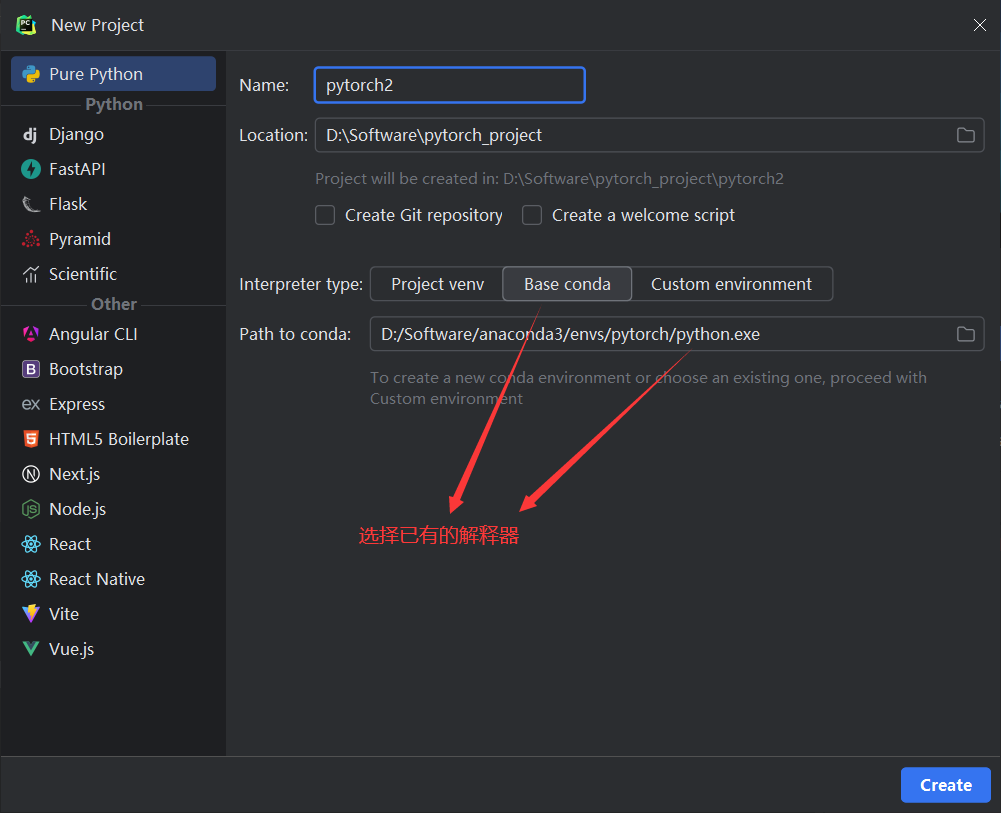 New Project
Pure Python
Python
Django
FastAPI
Flask
Pyramid
Scientific
Other
Angular CLI
Bootstrap
Express
HTML5 Boilerplate
Next.js
Node.js
React
React Native
Vite
Vue.js
Name: pytorch2
Location: D:\Software\pytorch_project
Project will be created in: D:\Software\pytorch_project\pytorch2
Create Git repository Create a welcome script
Interpreter type: Project venv Base conda Custom environment
Path to conda: D:/Software/anaconda3/envs/pytorch/python.exe
To create a new conda environment or choose an existing one, proceed with
Custom environment
选择已有的解释器
Create